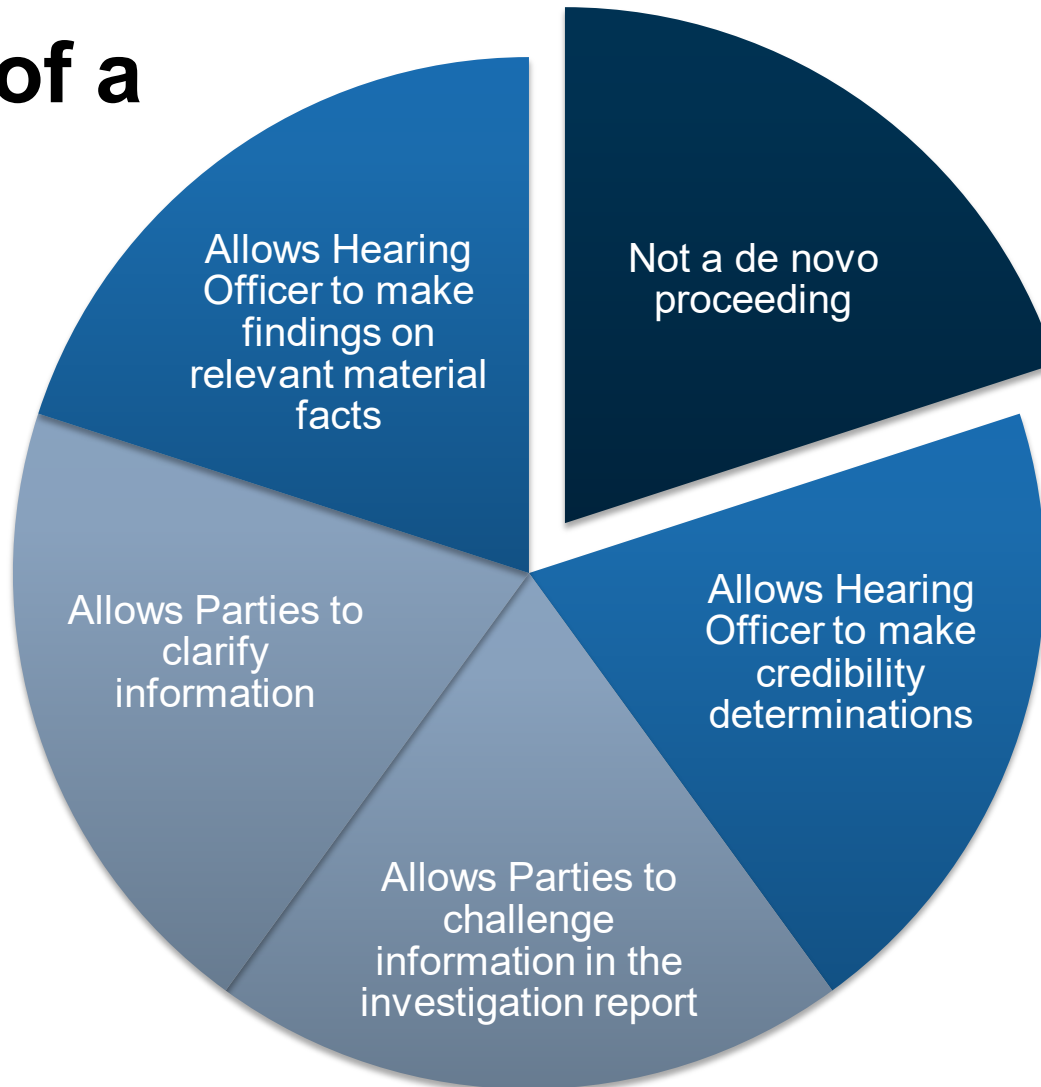 of a
Not a de novo
proceeding
Allows Hearing
Officer to make
credibility
determinations
Allows Parties to
challenge
information in the
investigation report
Allows Parties to
clarify
information
Allows Hearing
Officer to make
findings on
relevant material
facts